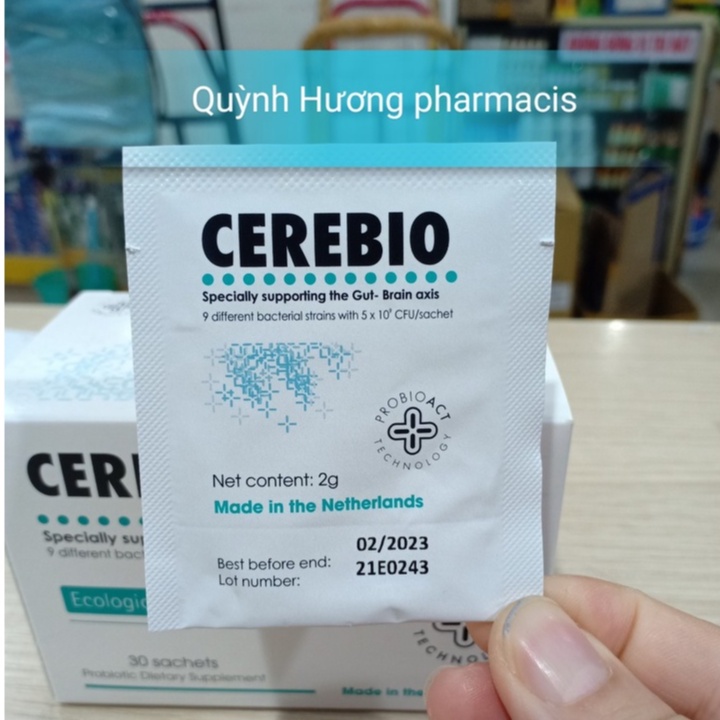 Quỳnh Hương pharmacis
CEREBIO
Specially supporting the Gut- Brain axis
9 different bacterial strains with 5 x 10⁹ CFU/sachet
PROBIOACT
TECHNOLOGY
Net content: 2g
Made in the Netherlands
Best before end: 02/2023
Lot number: 21E0243
CER
Specially su
9 different bac
Ecologic
30 sachets
Probiotic Dietary Supplement
TECHNOL
Made in the